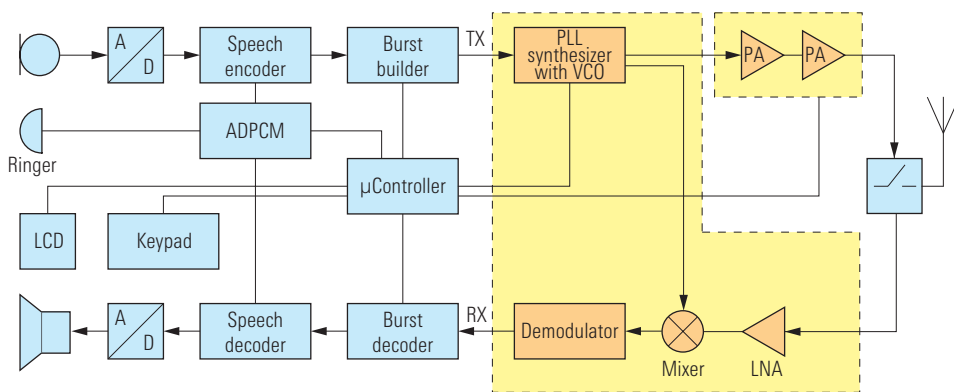 A
D
Speech
encoder
Burst
builder
TX
PLL
synthesizer
with VCO
PA
PA
Ringer
ADPCM
µController
LCD
Keypad
A
D
Speech
decoder
Burst
decoder
RX
Demodulator
Mixer
LNA